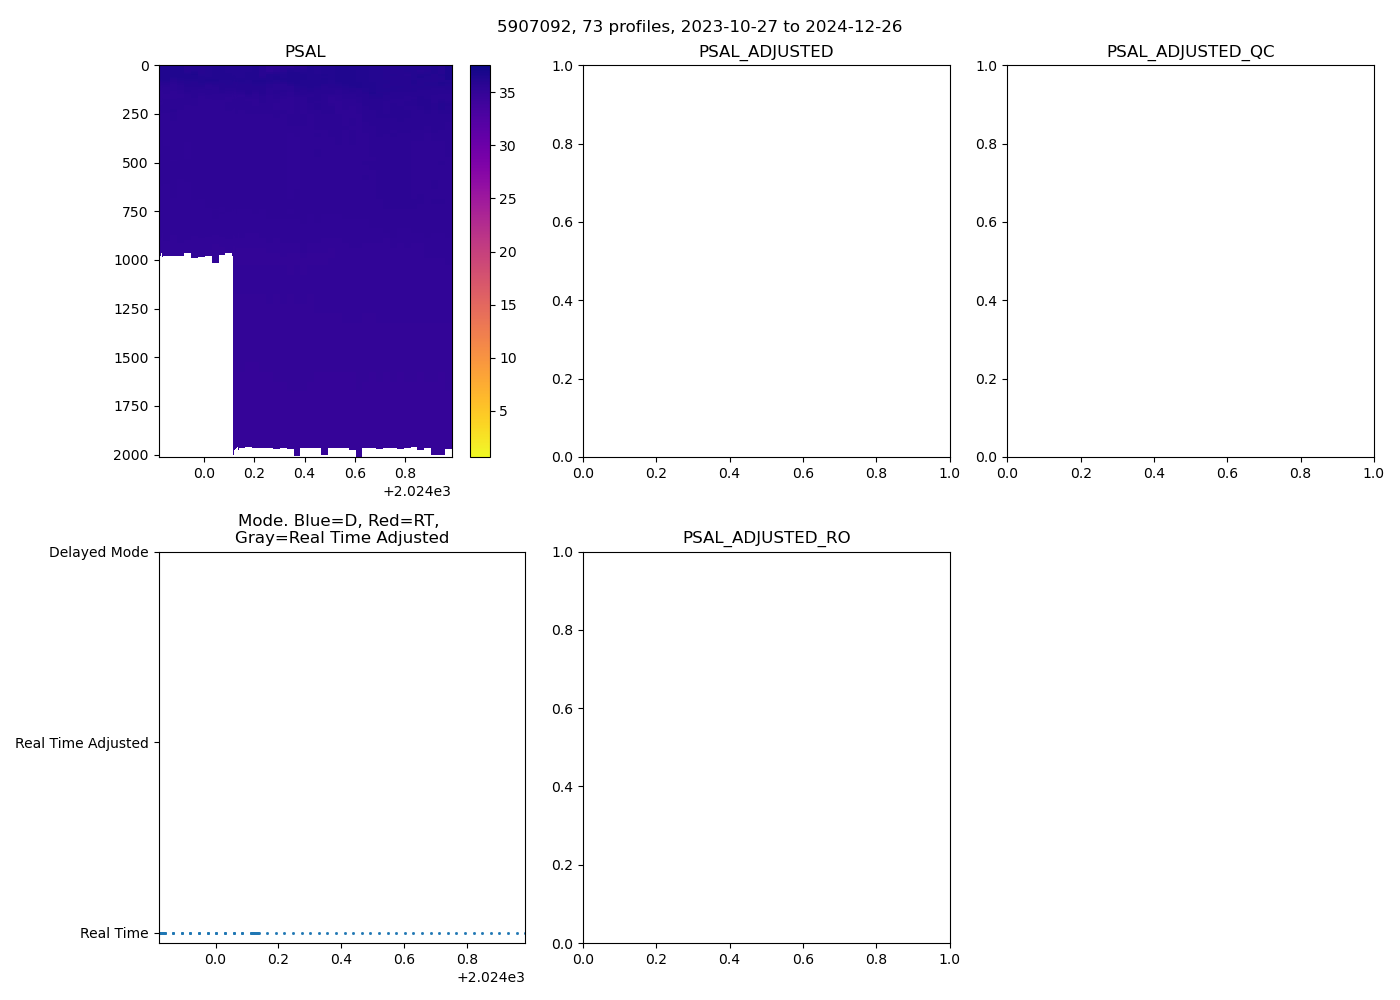 5907092, 73 profiles, 2023-10-27 to 2024-12-26
PSAL
0
250
500
750
1000
1250
1500
1750
2000
0.0 0.2 0.4 0.6 0.8
+2.024e3
35
30
25
20
15
10
5
PSAL_ADJUSTED
1.0
0.8
0.6
0.4
0.2
0.0
0.0 0.2 0.4 0.6 0.8 1.0
PSAL_ADJUSTED_QC
1.0
0.8
0.6
0.4
0.2
0.0
0.0 0.2 0.4 0.6 0.8 1.0
Mode. Blue=D, Red=RT,
Gray=Real Time Adjusted
Delayed Mode
Real Time Adjusted
Real Time
0.0 0.2 0.4 0.6 0.8
+2.024e3
PSAL_ADJUSTED_RO
1.0
0.8
0.6
0.4
0.2
0.0
0.0 0.2 0.4 0.6 0.8 1.0